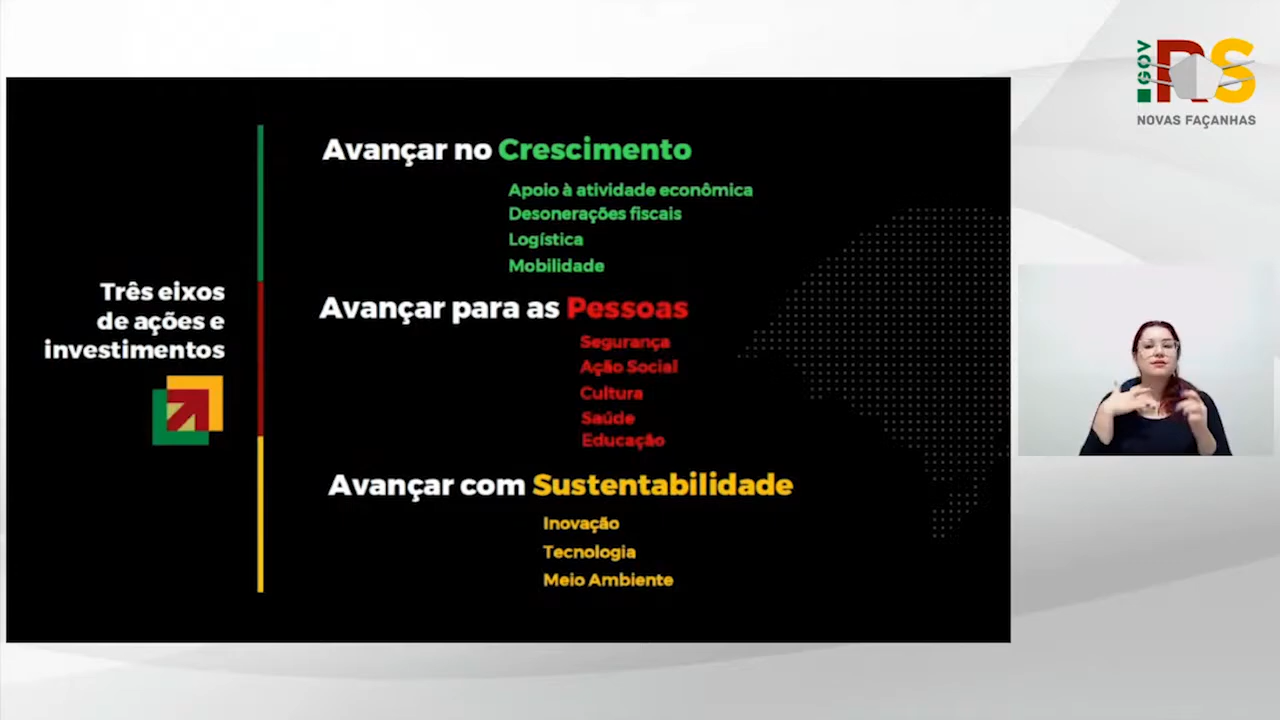 Três eixos
de ações e
investimentos
Avançar no Crescimento
Apoio à atividade econômica
Desonerações fiscais
Logística
Mobilidade
Avançar para as Pessoas
Segurança
Ação Social
Cultura
Saúde
Educação
Avançar com Sustentabilidade
Inovação
Tecnologia
Meio Ambiente
GOV RS
NOVAS FAÇANHAS